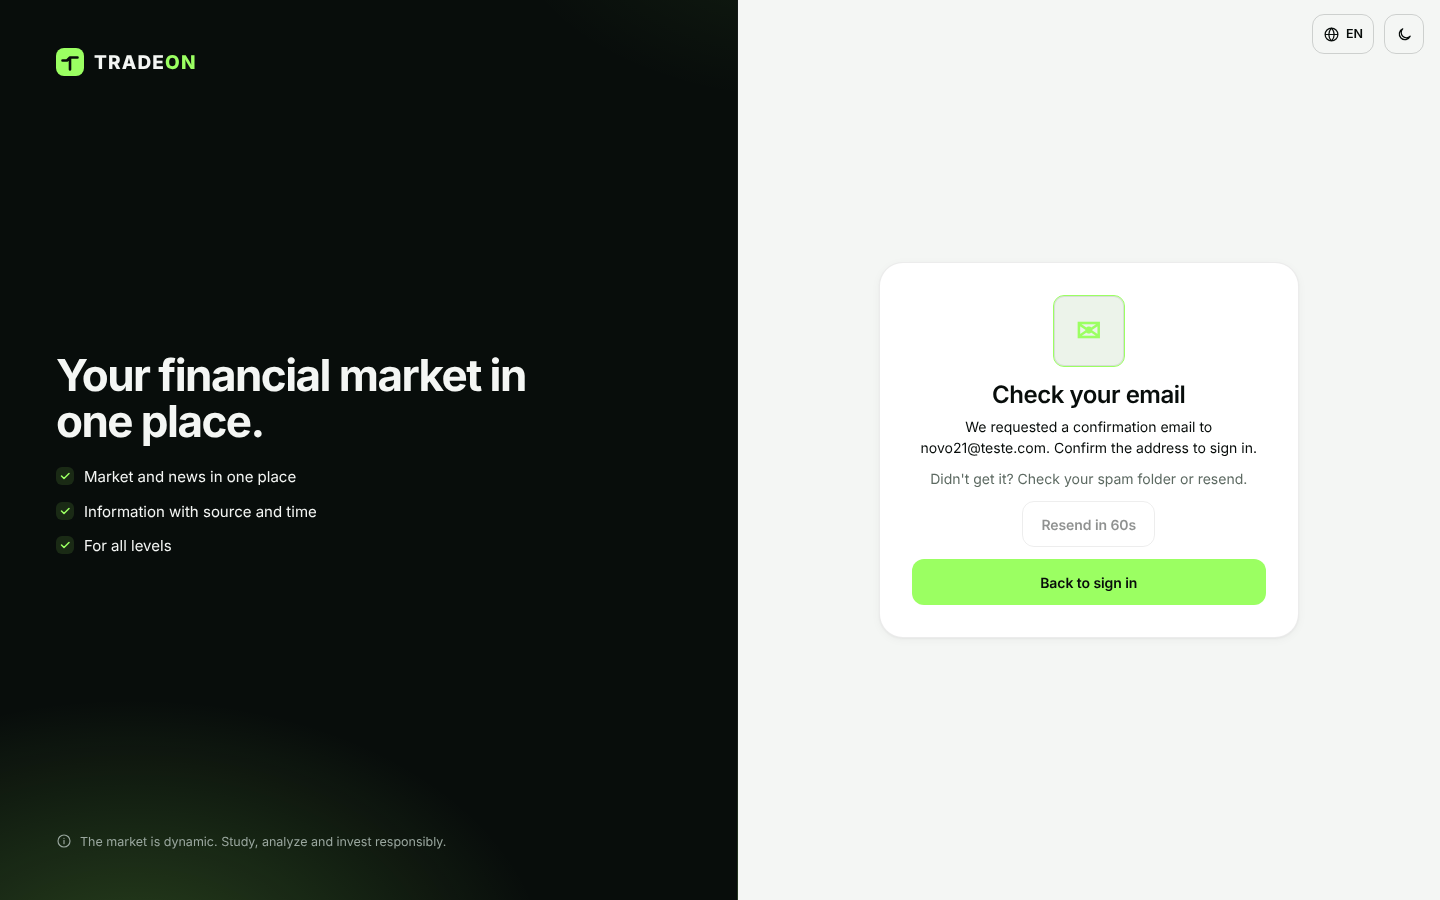 TRADEON
EN
Your financial market in
one place.
Market and news in one place
Information with source and time
For all levels
The market is dynamic. Study, analyze and invest responsibly.
Check your email
We requested a confirmation email to
novo21@teste.com. Confirm the address to sign in.
Didn't get it? Check your spam folder or resend.
Resend in 60s
Back to sign in